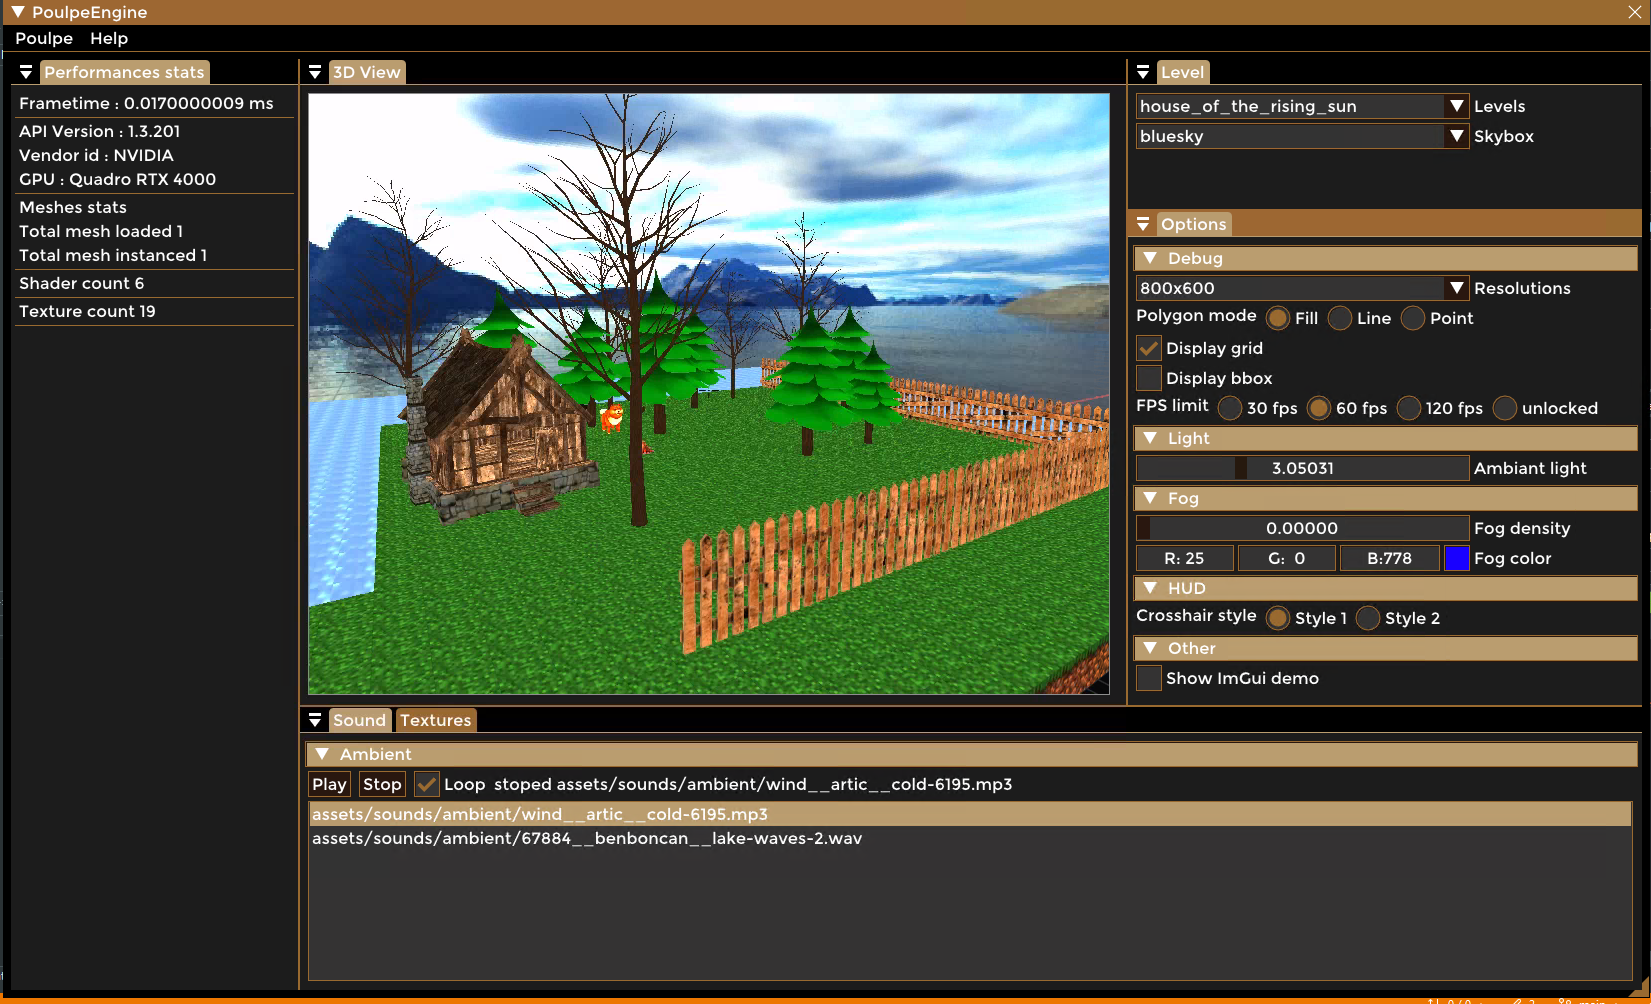 PoulpeEngine
Poulpe Help
Performances stats
Frametime : 0.0170000009 ms
API Version : 1.3.201
Vendor id : NVIDIA
GPU : Quadro RTX 4000
Meshes stats
Total mesh loaded 1
Total mesh instanced 1
Shader count 6
Texture count 19
3D View
Level
house_of_the_rising_sun Levels
bluesky Skybox
Options
Debug
800x600 Resolutions
Polygon mode Fill Line Point
Display grid
Display bbox
FPS limit 30 fps 60 fps 120 fps unlocked
Light
3.05031 Ambiant light
Fog
0.00000 Fog density
R: 25 G: 0 B:778 Fog color
HUD
Crosshair style Style 1 Style 2
Other
Show ImGui demo
Sound Textures
Ambient
Play Stop Loop stoped assets/sounds/ambient/wind__artic__cold-6195.mp3
assets/sounds/ambient/wind__artic__cold-6195.mp3
assets/sounds/ambient/67884__benboncan__lake-waves-2.wav